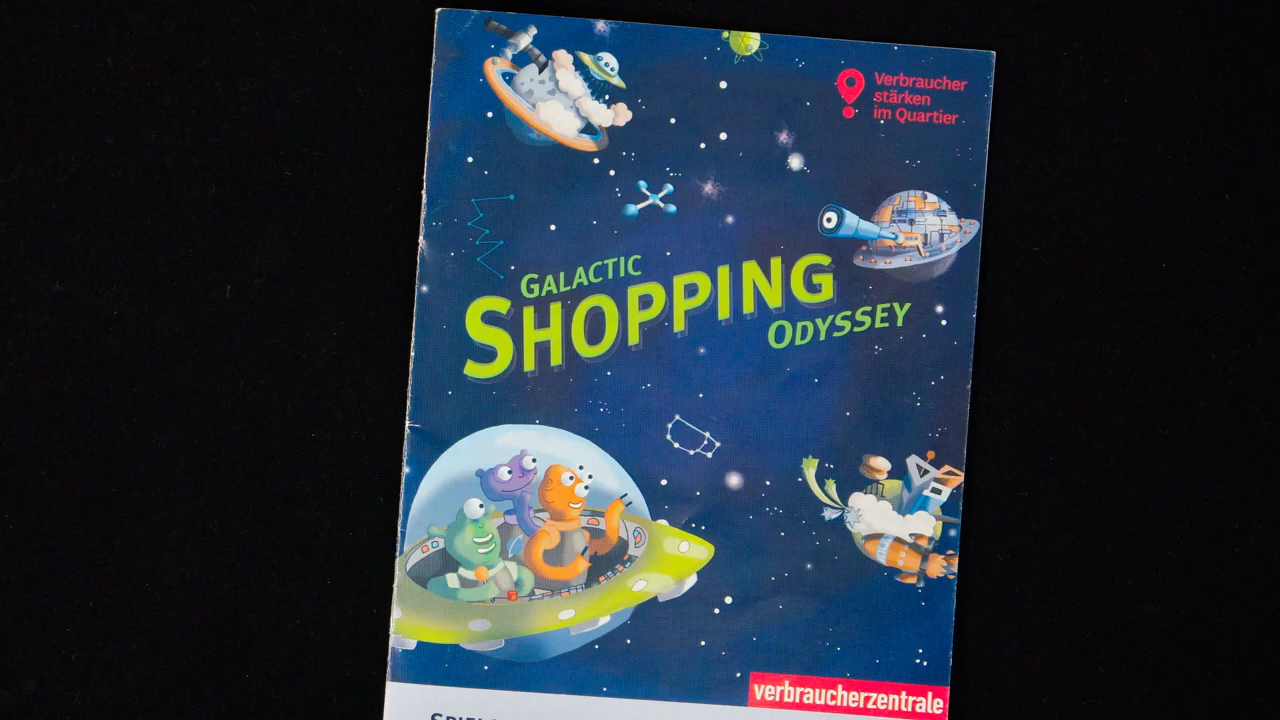 Verbraucher
stärken
im Quartier
GALACTIC
SHOPPING
ODYSSEY
verbraucherzentrale